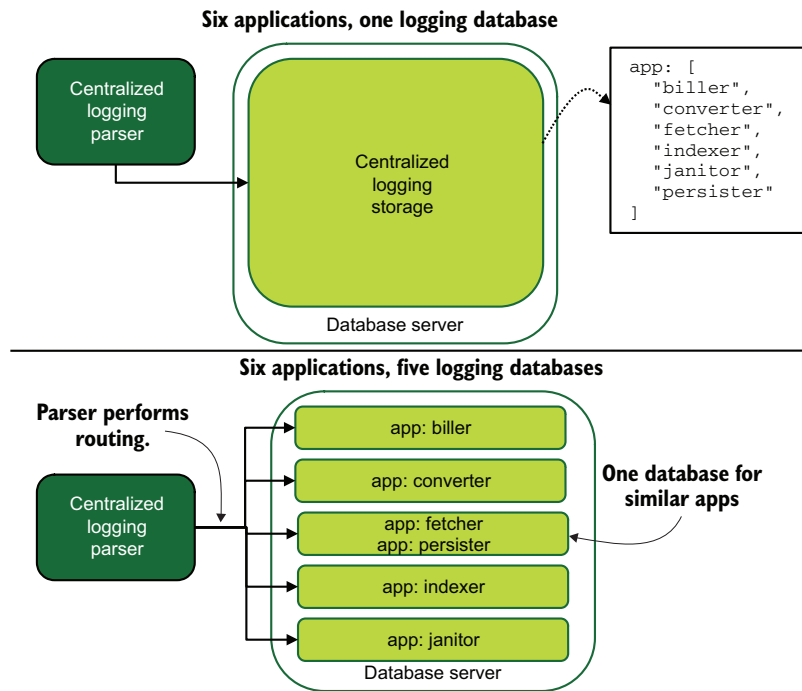 Six applications, one logging database
Centralized
logging
parser
Centralized
logging
storage
Database server
app: [
"biller",
"converter",
"fetcher",
"indexer",
"janitor",
"persister"
]
Six applications, five logging databases
Parser performs
routing.
Centralized
logging
parser
app: biller
app: converter
app: fetcher
app: persister
app: indexer
app: janitor
Database server
One database for
similar apps